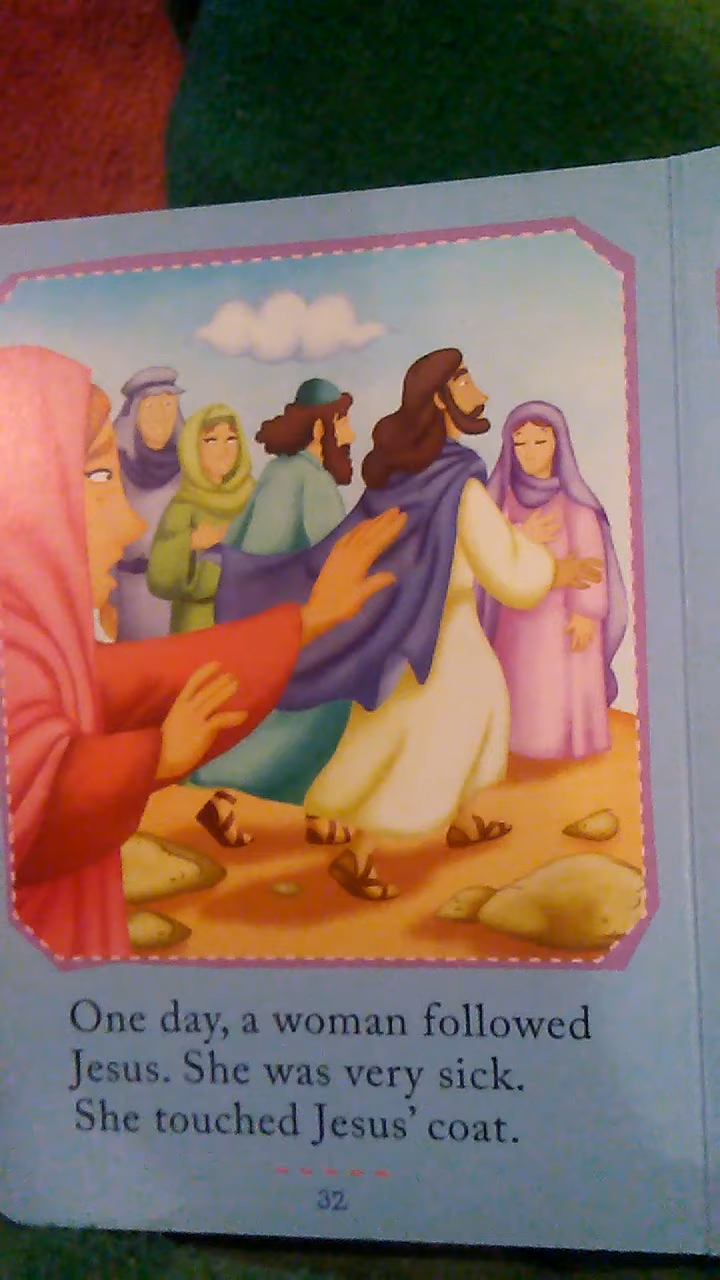 One day, a woman followed
Jesus. She was very sick.
She touched Jesus' coat.
32